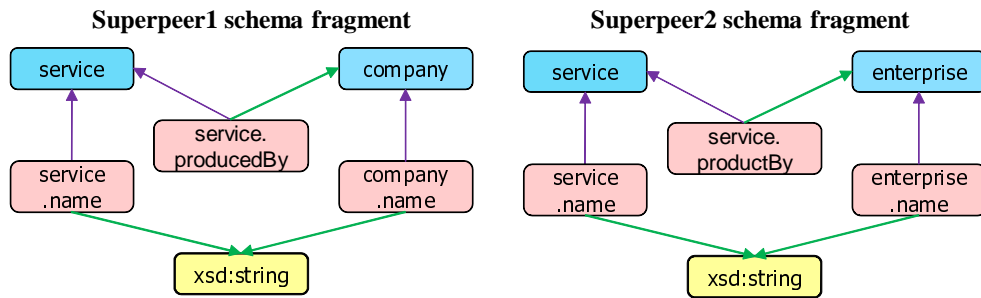 Superpeer1 schema fragment
service
company
service.
producedBy
service
.name
company
.name
xsd:string
Superpeer2 schema fragment
service
enterprise
service.
productBy
service
.name
enterprise
.name
xsd:string